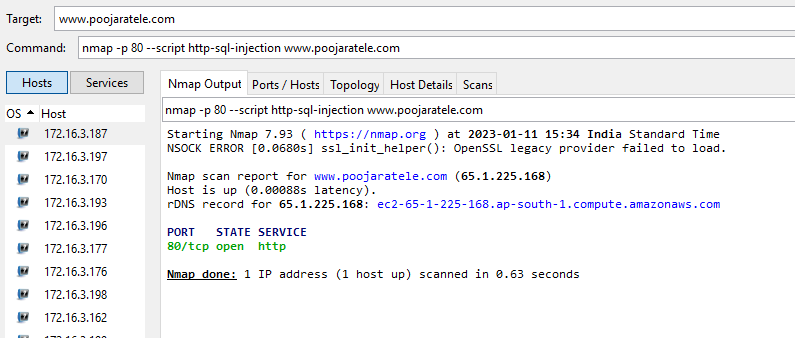 Target: www.poojaratele.com
Command: nmap -p 80 --script http-sql-injection www.poojaratele.com
Hosts Services
Nmap Output Ports / Hosts Topology Host Details Scans
OS Host
172.16.3.187
172.16.3.197
172.16.3.170
172.16.3.193
172.16.3.196
172.16.3.177
172.16.3.176
172.16.3.198
172.16.3.162
nmap -p 80 --script http-sql-injection www.poojaratele.com
Starting Nmap 7.93 ( https://nmap.org ) at 2023-01-11 15:34 India Standard Time
NSOCK ERROR [0.0680s] ssl_init_helper(): OpenSSL legacy provider failed to load.
Nmap scan report for www.poojaratele.com (65.1.225.168)
Host is up (0.00088s latency).
rDNS record for 65.1.225.168: ec2-65-1-225-168.ap-south-1.compute.amazonaws.com
PORT STATE SERVICE
80/tcp open http
Nmap done: 1 IP address (1 host up) scanned in 0.63 seconds